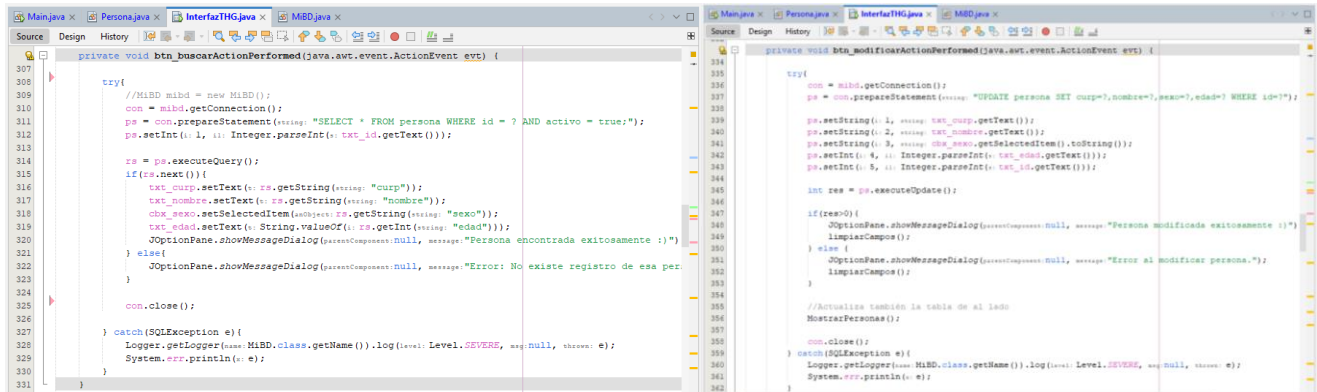 Main.java × Persona.java × InterfazTHG.java × MiBD.java ×
Source Design History
private void btn_buscarActionPerformed(java.awt.event.ActionEvent evt) {
307
308 try{
309 //MiBD mibd = new MiBD();
310 con = mibd.getConnection();
311 ps = con.prepareStatement(string: "SELECT * FROM persona WHERE id = ? AND activo = true;");
312 ps.setInt(i: 1, i1: Integer.parseInt(s: txt_id.getText()));
313
314 rs = ps.executeQuery();
315 if(rs.next()){
316 txt_curp.setText(t: rs.getString(string: "curp"));
317 txt_nombre.setText(t: rs.getString(string: "nombre"));
318 cbx_sexo.setSelectedItem(anObject: rs.getString(string: "sexo"));
319 txt_edad.setText(t: String.valueOf(i: rs.getInt(string: "edad")));
320 JOptionPane.showMessageDialog(parentComponent:null, message:"Persona encontrada exitosamente :)")
321 } else{
322 JOptionPane.showMessageDialog(parentComponent:null, message:"Error: No existe registro de esa per
323 }
324
325 con.close();
326
327 } catch(SQLException e){
328 Logger.getLogger(name: MiBD.class.getName()).log(level: Level.SEVERE, msg:null, thrown: e);
329 System.err.println(x: e);
330 }
331 }
Main.java × Persona.java × InterfazTHG.java × MiBD.java ×
Source Design History
private void btn_modificarActionPerformed(java.awt.event.ActionEvent evt) {
334
335 try{
336 con = mibd.getConnection();
337 ps = con.prepareStatement(string: "UPDATE persona SET curp=?,nombre=?,sexo=?,edad=? WHERE id=?");
338
339 ps.setString(i: 1, string: txt_curp.getText());
340 ps.setString(i: 2, string: txt_nombre.getText());
341 ps.setString(i: 3, string: cbx_sexo.getSelectedItem().toString());
342 ps.setInt(i: 4, i1: Integer.parseInt(s: txt_edad.getText()));
343 ps.setInt(i: 5, i1: Integer.parseInt(s: txt_id.getText()));
344
345 int res = ps.executeUpdate();
346
347 if(res>0){
348 JOptionPane.showMessageDialog(parentComponent:null, message:"Persona modificada exitosamente :)")
349 limpiarCampos();
350 } else {
351 JOptionPane.showMessageDialog(parentComponent:null, message:"Error al modificar persona.");
352 limpiarCampos();
353 }
354
355 //Actualiza también la tabla de al lado
356 MostrarPersonas();
357
358 con.close();
359 } catch(SQLException e){
360 Logger.getLogger(name: MiBD.class.getName()).log(level: Level.SEVERE, msg:null, thrown: e);
361 System.err.println(x: e);
362 }